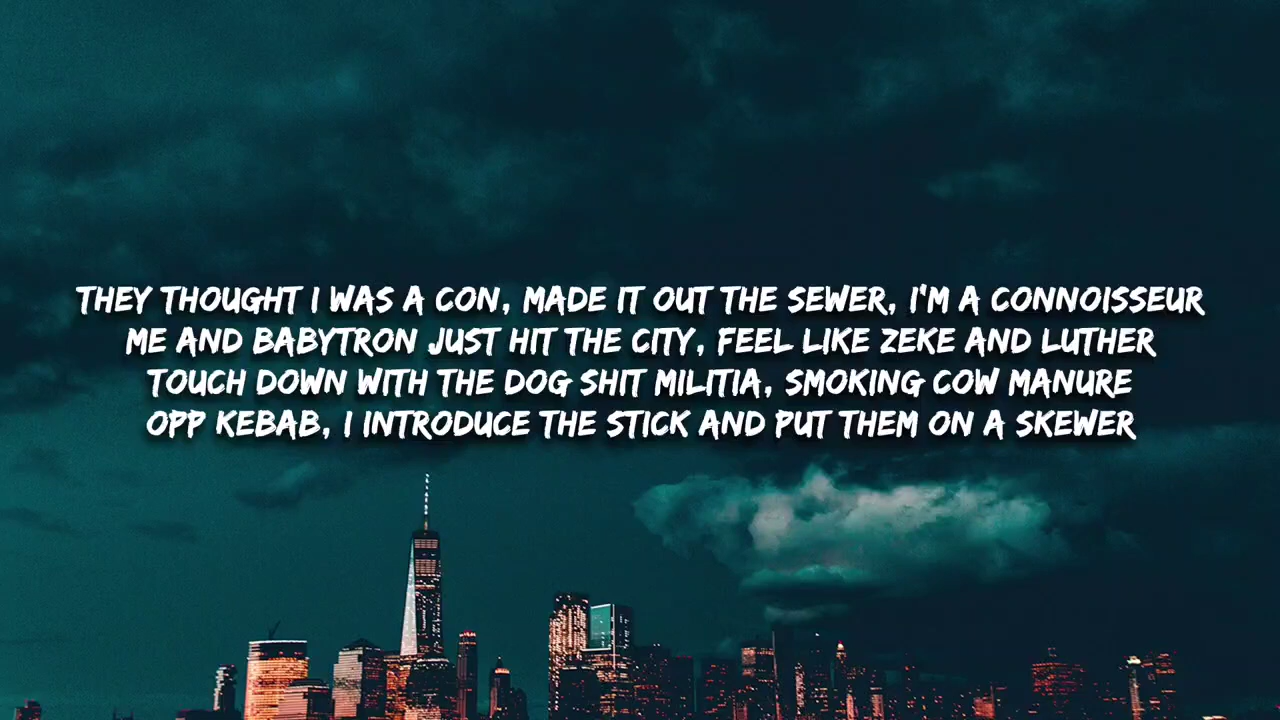 THEY THOUGHT I WAS A CON, MADE IT OUT THE SEWER, I'M A CONNOISSEUR
ME AND BABYTRON JUST HIT THE CITY, FEEL LIKE ZEKE AND LUTHER
TOUCH DOWN WITH THE DOG SHIT MILITIA, SMOKING COW MANURE
OPP KEBAB, I INTRODUCE THE STICK AND PUT THEM ON A SKEWER